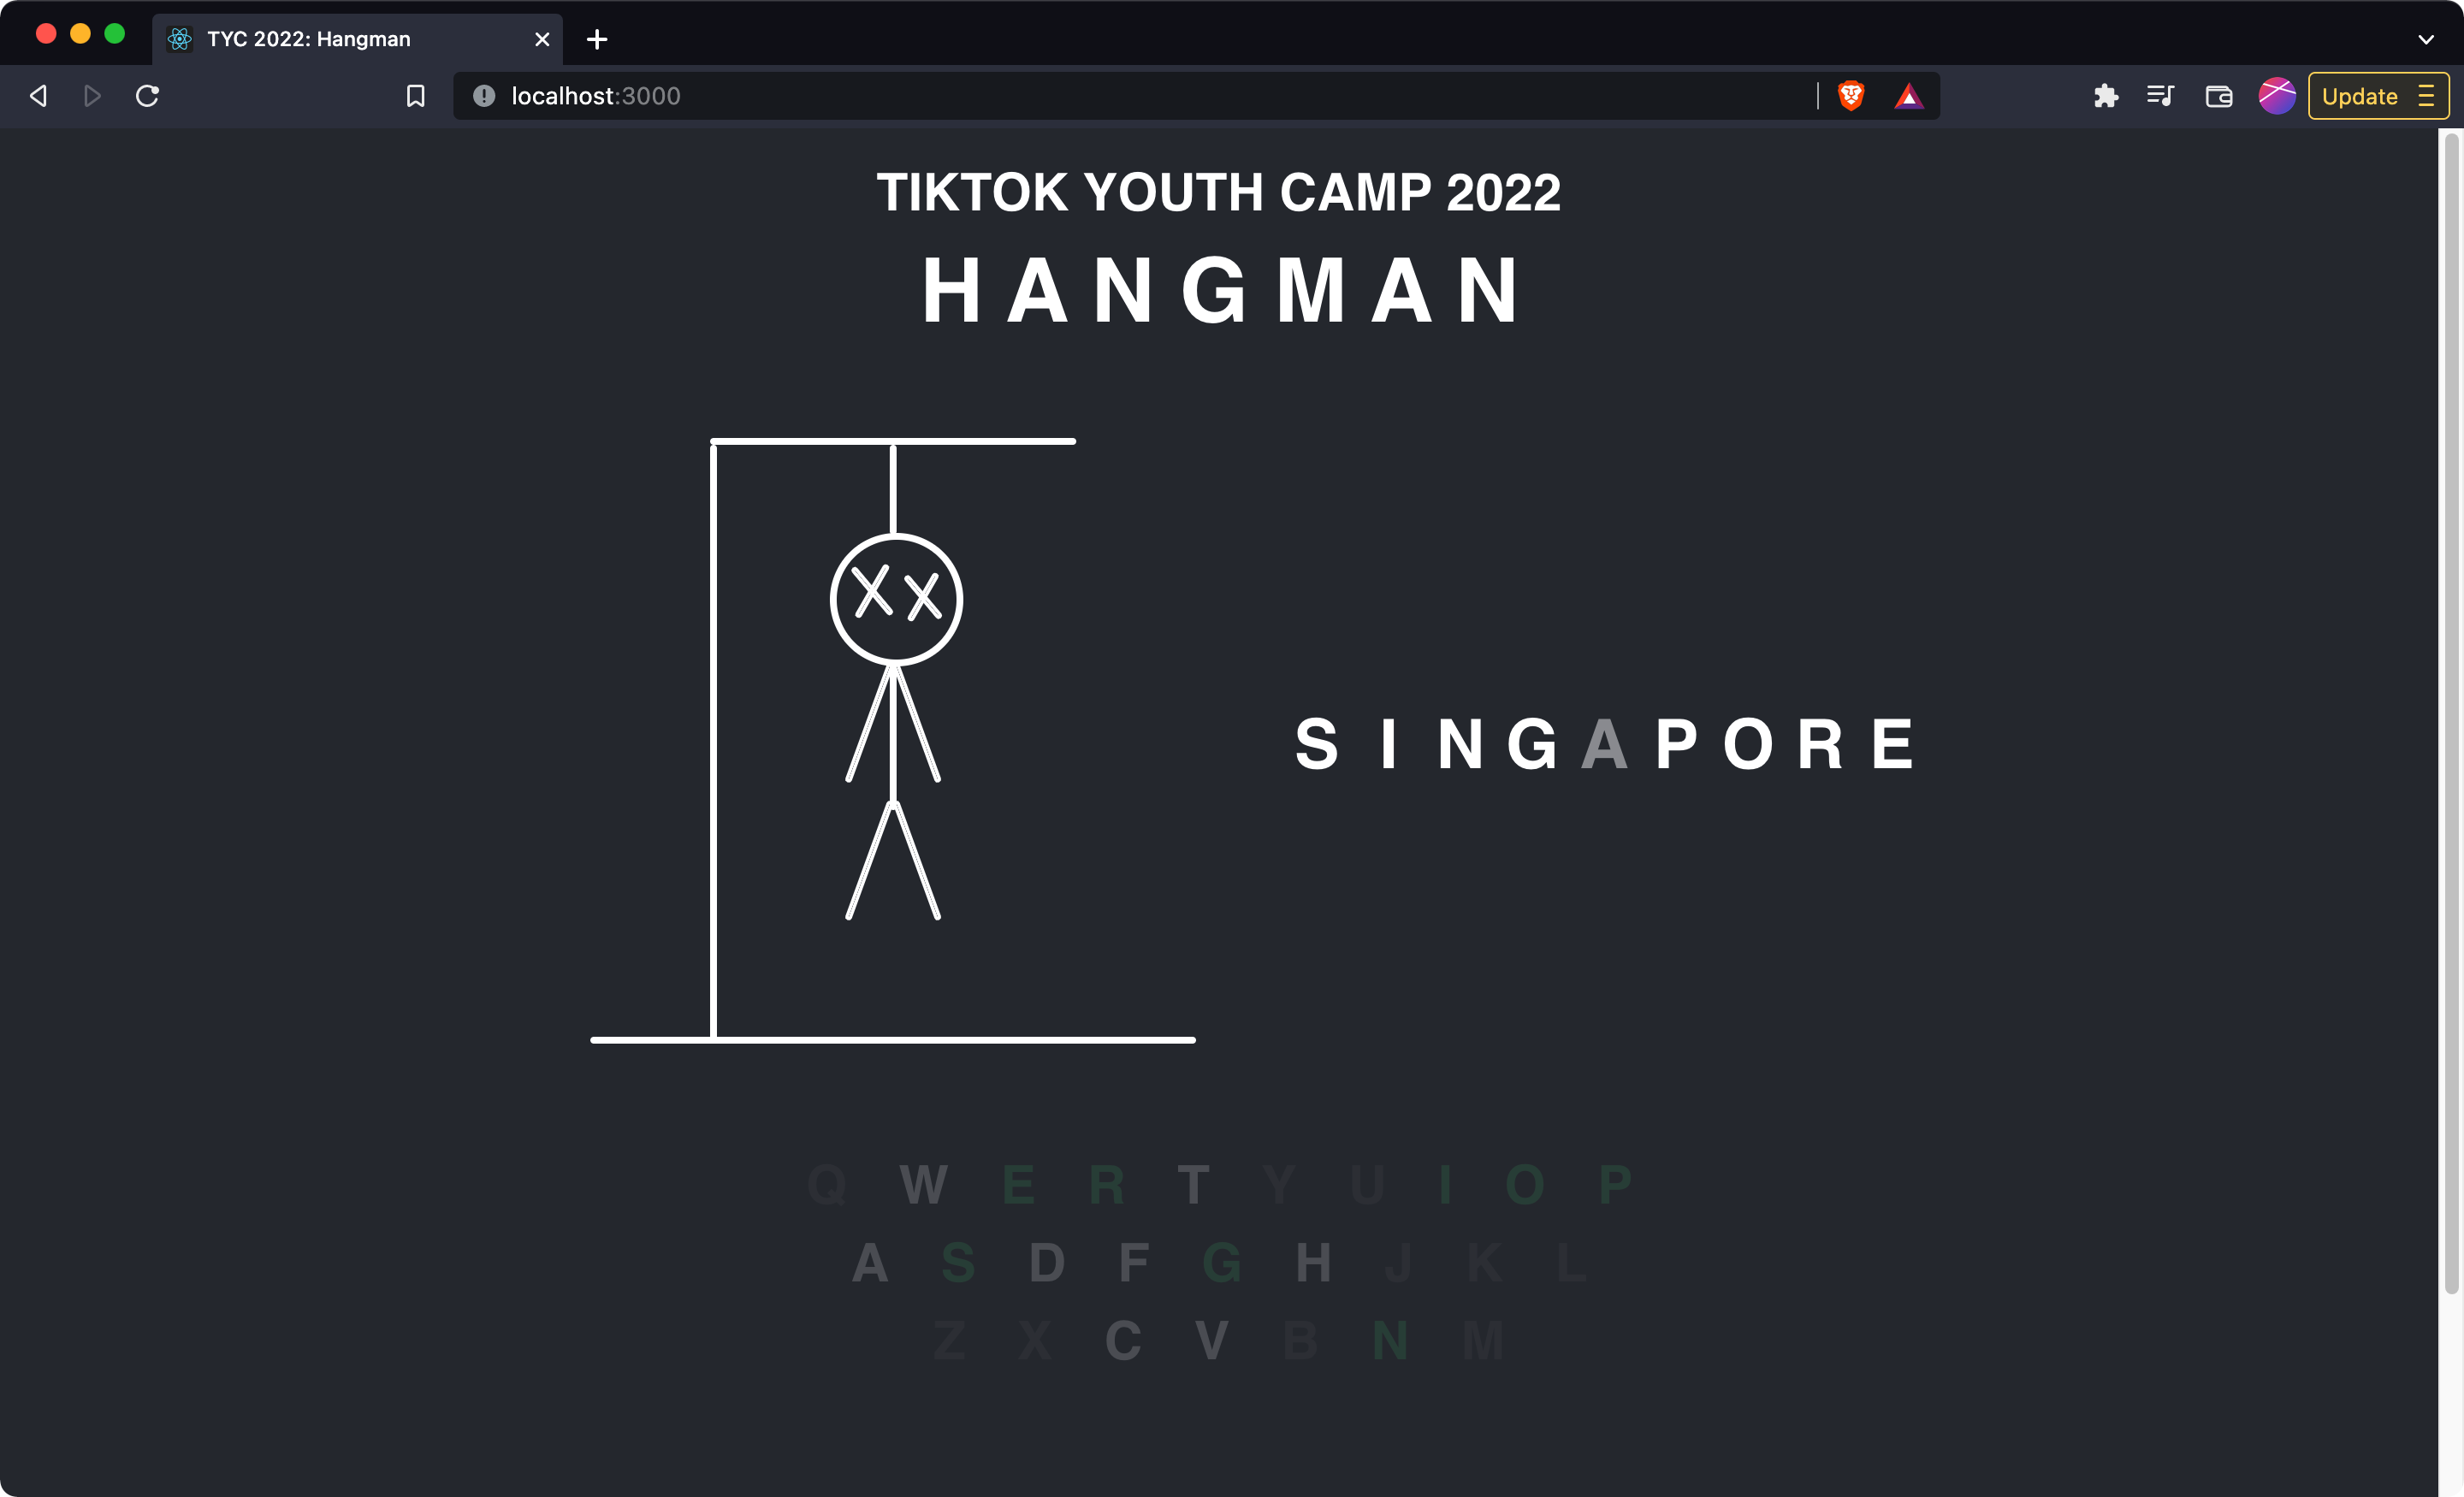 TYC 2022: Hangman
localhost:3000
Update
TIKTOK YOUTH CAMP 2022
HANGMAN
SINGAPORE
Q W E R T Y U I O P
A S D F G H J K L
Z X C V B N M